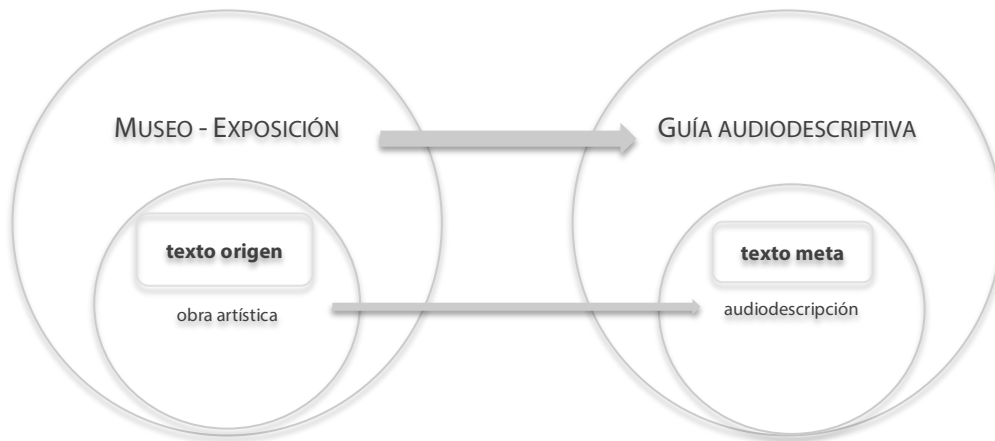 MUSEO - EXPOSICIÓN
GUÍA AUDIODESCRIPTIVA
texto origen
texto meta
obra artística
audiodescripción